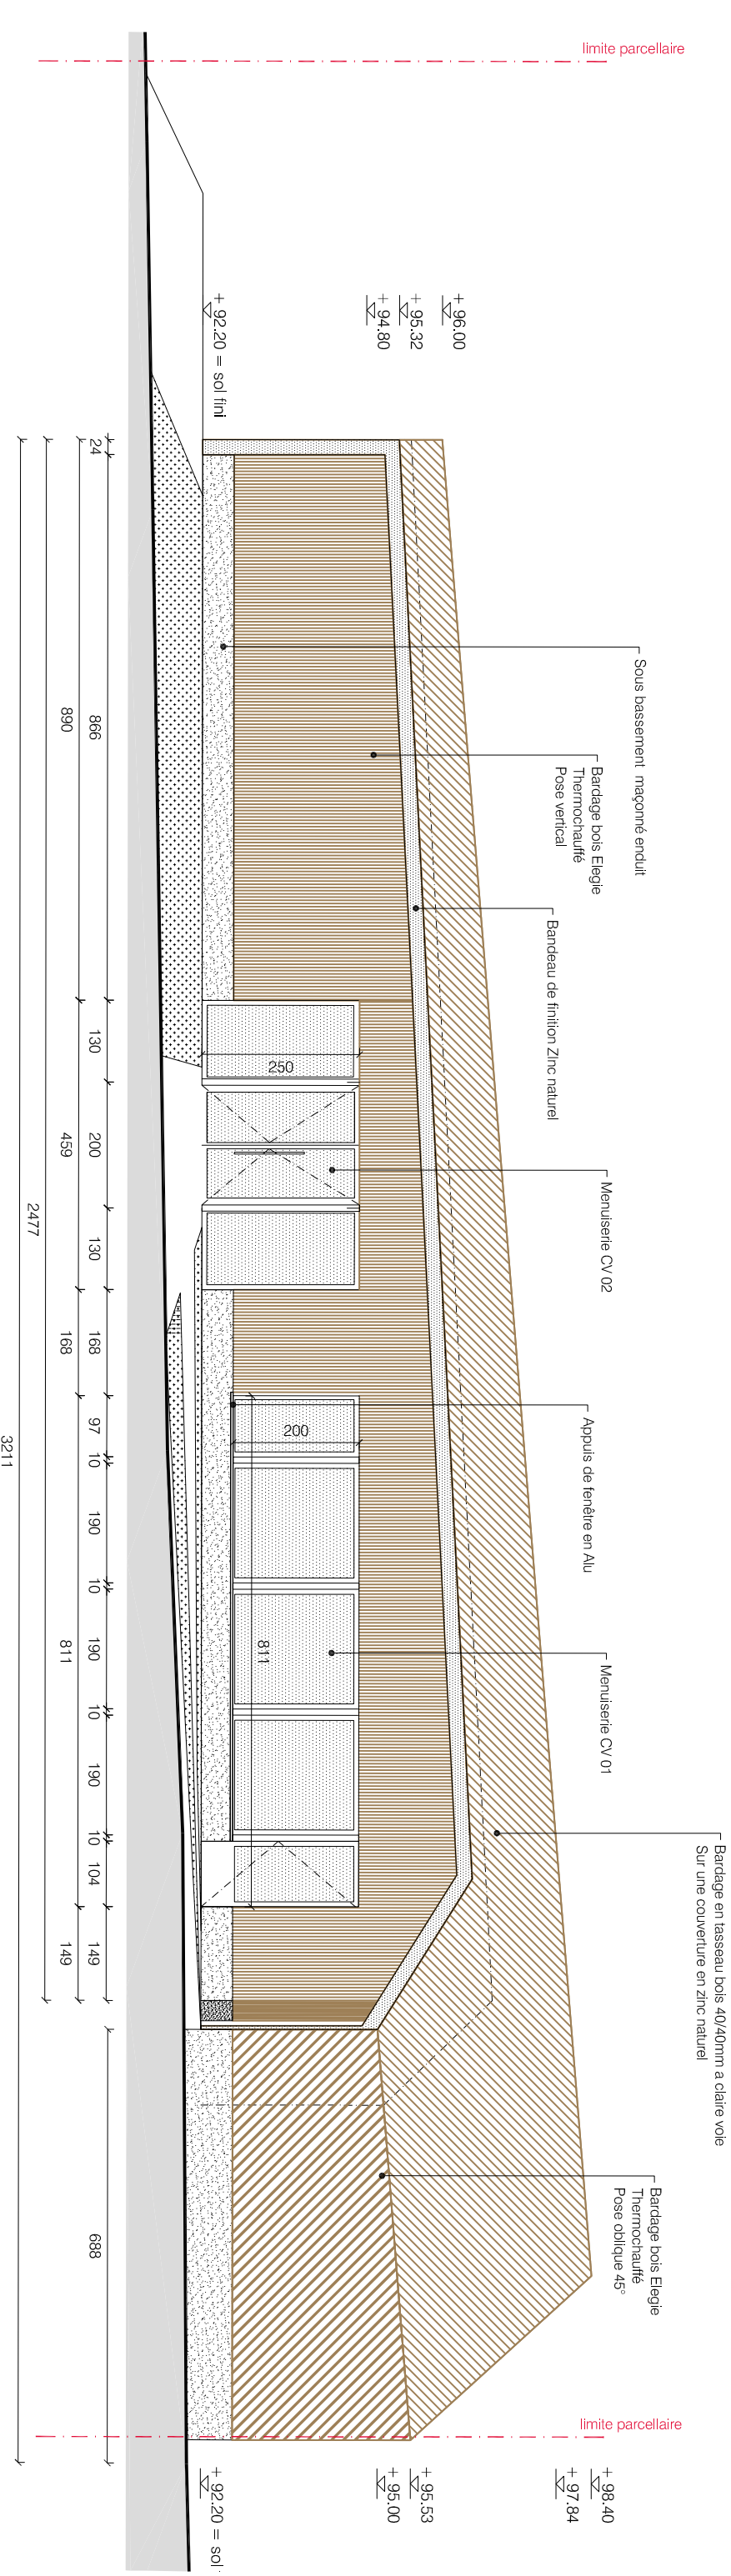 limite parcellaire
+ 96.00
+ 95.32
+ 94.80
+ 92.20 = sol fini
Sous bassement maçonné enduit
Bardage bois Elegie
Thermochauffé
Pose vertical
Bandeau de finition ZInc naturel
Menuiserie CV 02
Appuis de fenêtre en Alu
Menuiserie CV 01
Bardage en tasseau bois 40/40mm a claire voie
Sur une couverture en zinc naturel
Bardage bois Elegie
Thermochauffé
Pose oblique 45°
limite parcellaire
+ 98.40
+ 97.84
+ 95.53
+ 95.00
+ 92.20 = sol
250
200
811
24 866 130 200 130 168 97 10 190 10 190 10 190 10 104 149 688
890 459 168 811 149
2477
3211